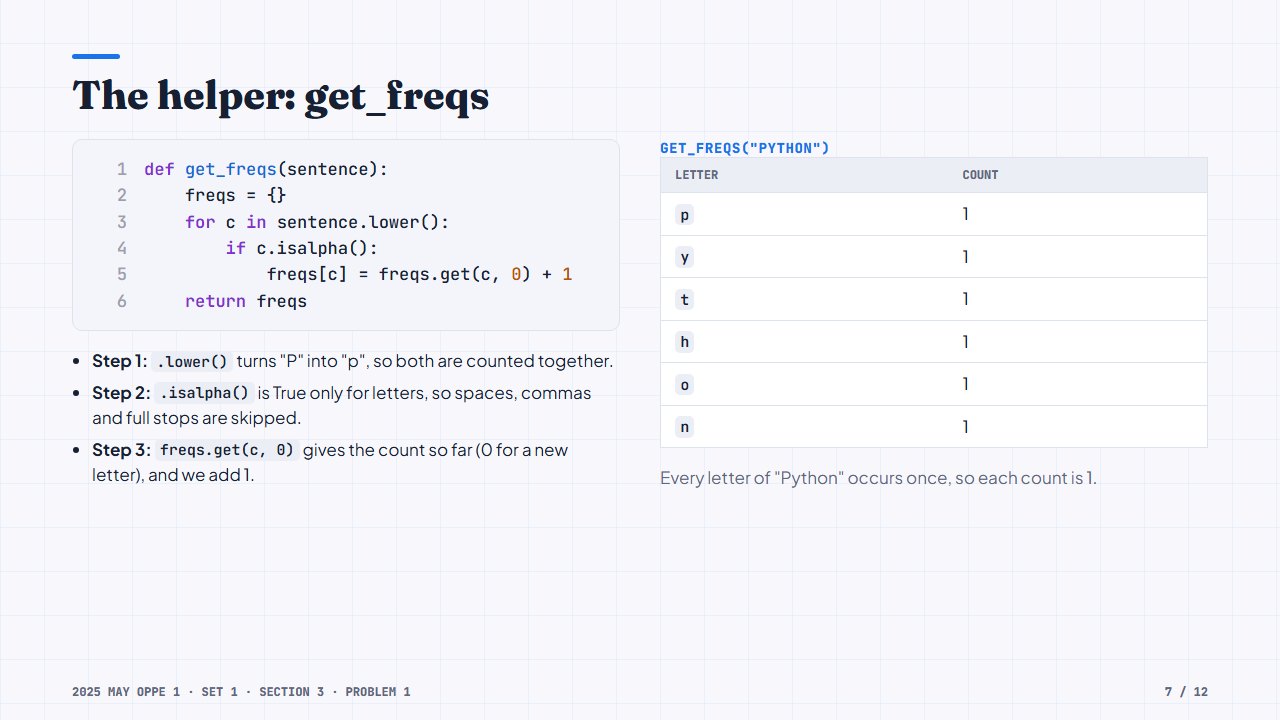 The helper: get_freqs
1 def get_freqs(sentence):
2     freqs = {}
3     for c in sentence.lower():
4         if c.isalpha():
5             freqs[c] = freqs.get(c, 0) + 1
6     return freqs
• Step 1: .lower() turns "P" into "p", so both are counted together.
• Step 2: .isalpha() is True only for letters, so spaces, commas
and full stops are skipped.
• Step 3: freqs.get(c, 0) gives the count so far (0 for a new
letter), and we add 1.
GET_FREQS("PYTHON")
LETTER COUNT
p 1
y 1
t 1
h 1
o 1
n 1
Every letter of "Python" occurs once, so each count is 1.
2025 MAY OPPE 1 · SET 1 · SECTION 3 · PROBLEM 1
7 / 12